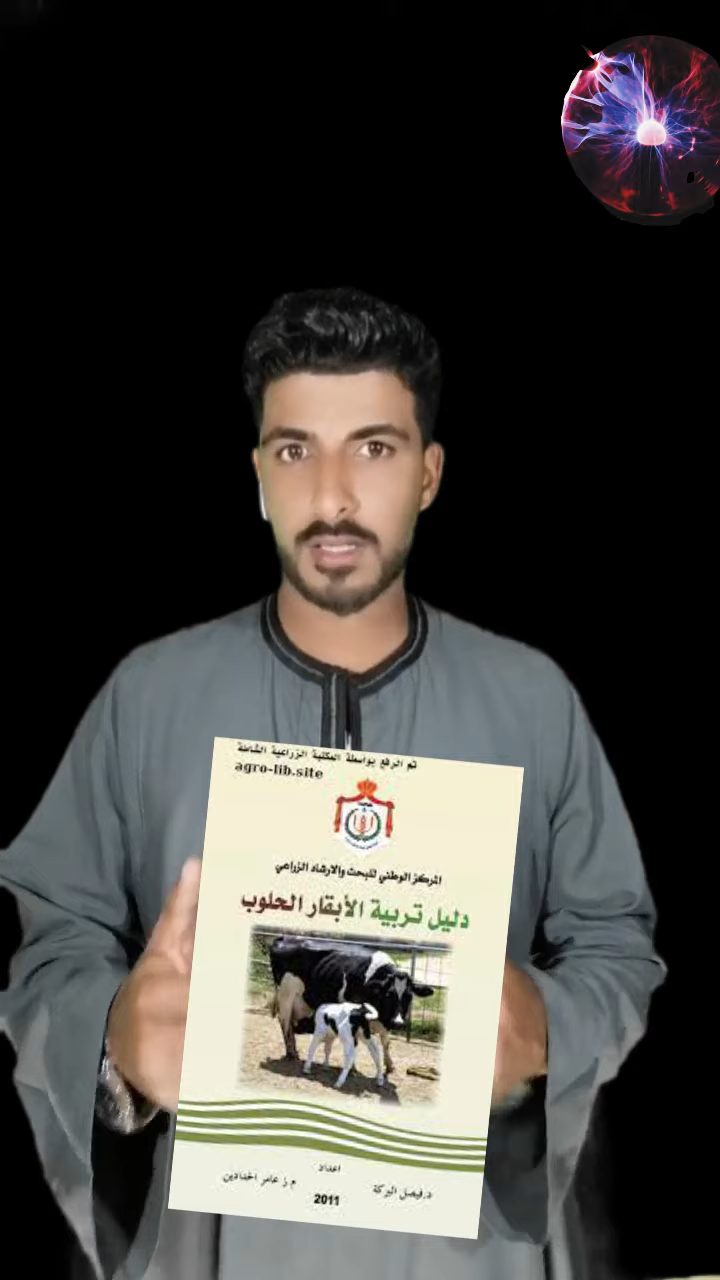 تم الرفع بواسطة المكتبة الزراعية الشاملة
agro-lib.site
المركز الوطني للبحث والارشاد الزراعي
دليل تربية الأبقار الحلوب
اعداد
د.فيصل البركة
م ز عامر الحمادين
2011